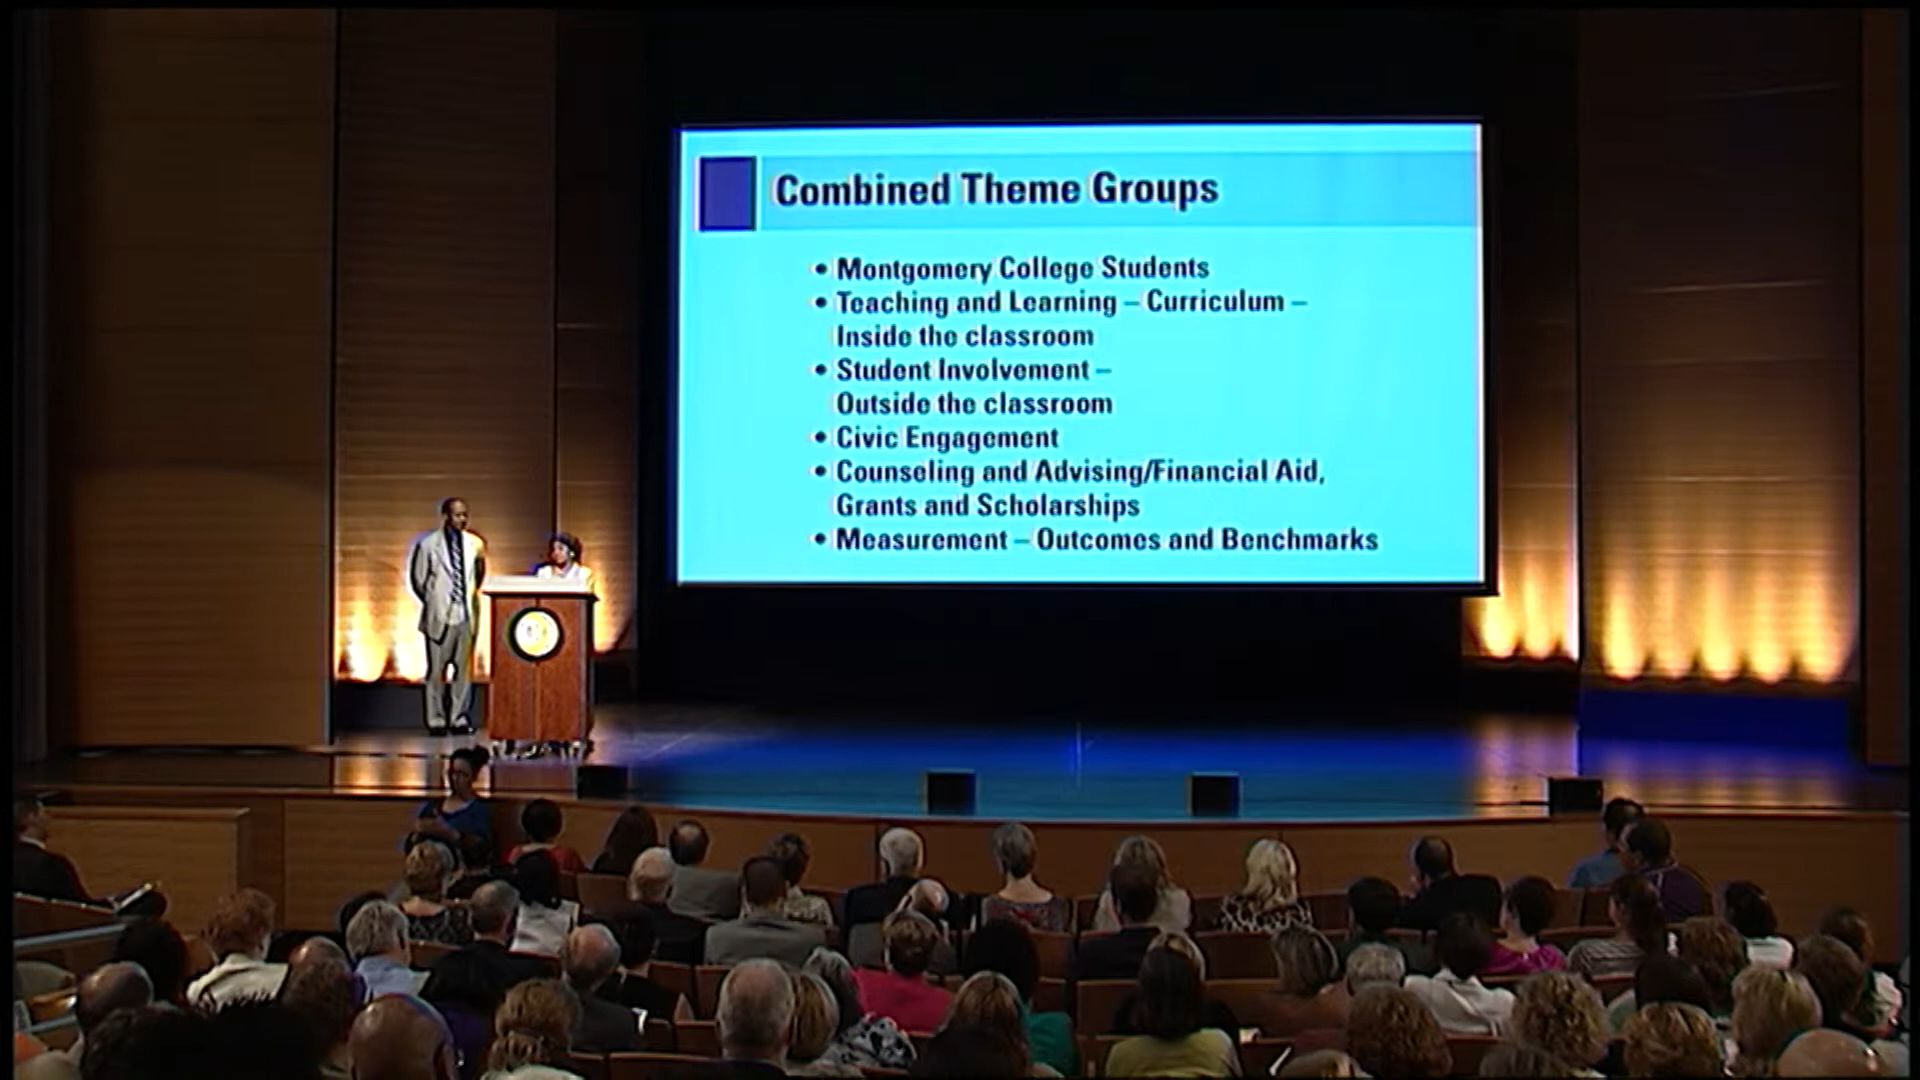 Combined Theme Groups
• Montgomery College Students
• Teaching and Learning – Curriculum –
Inside the classroom
• Student Involvement –
Outside the classroom
• Civic Engagement
• Counseling and Advising/Financial Aid,
Grants and Scholarships
• Measurement – Outcomes and Benchmarks